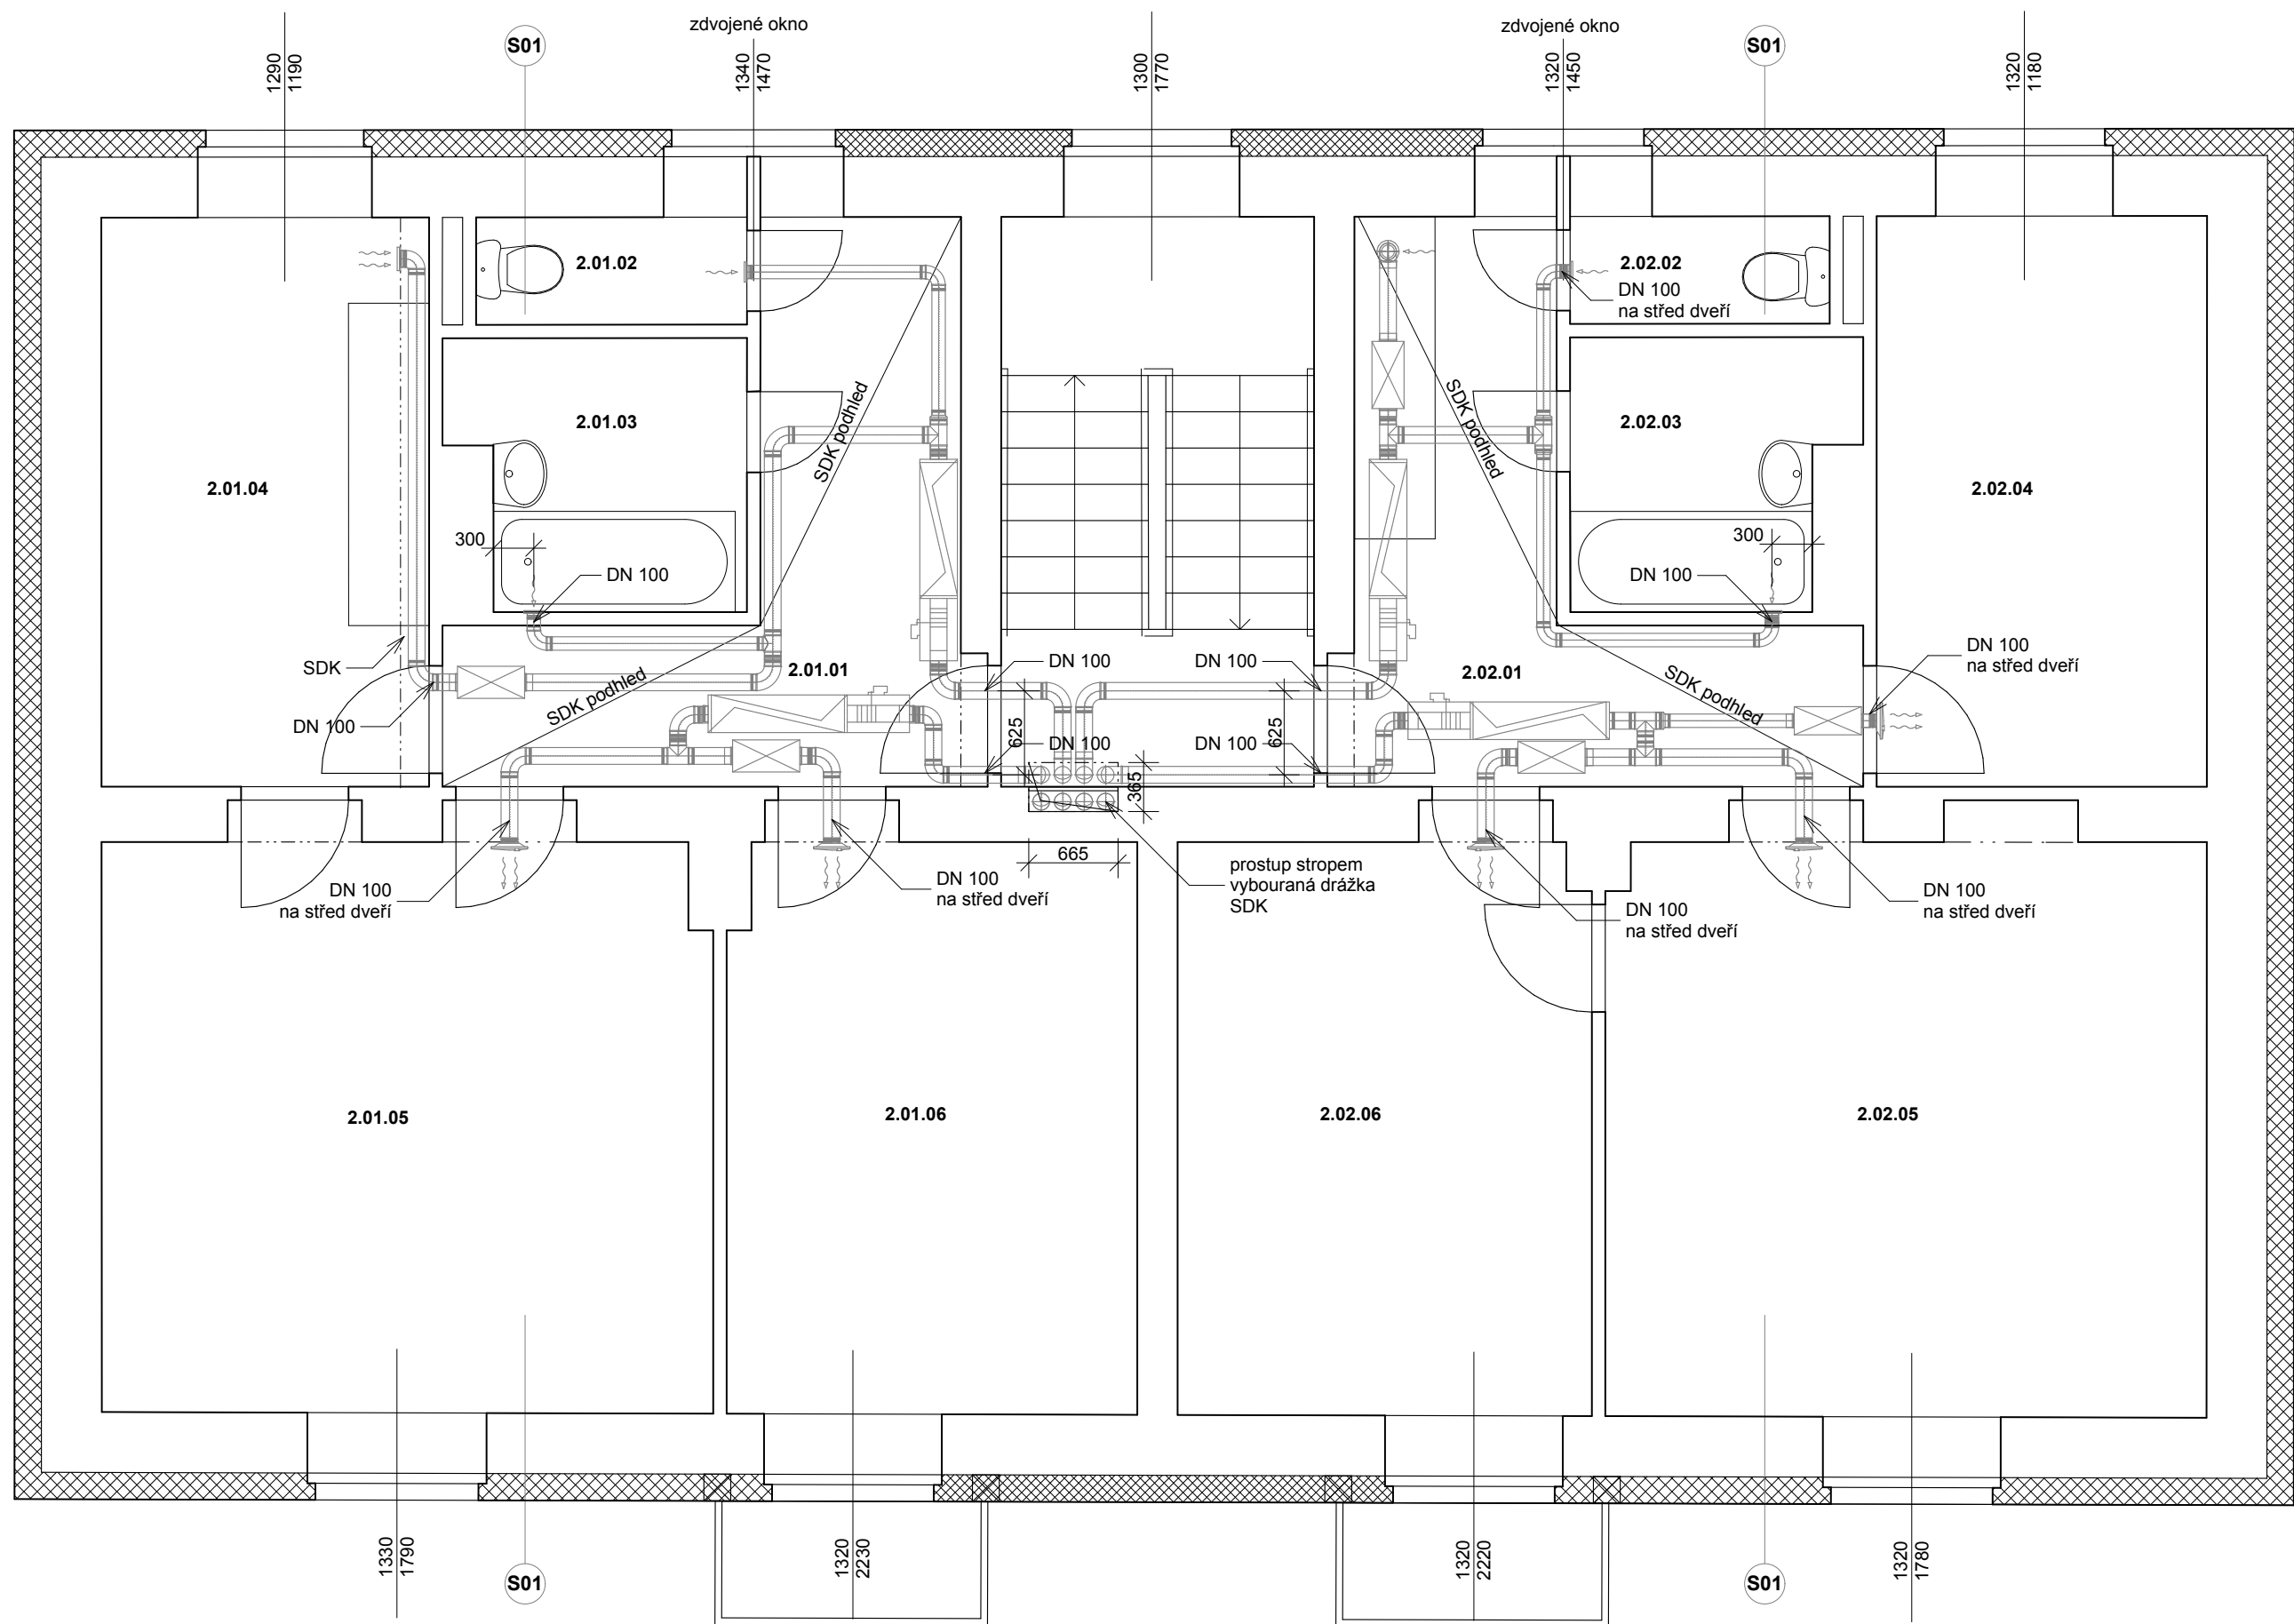 zdvojené okno
zdvojené okno
S01
S01
1290
1190
1340
1470
1300
1770
1320
1450
1320
1180
2.01.02
2.02.02
DN 100
na střed dveří
2.01.03
SDK podhled
SDK podhled
2.02.03
2.01.04
2.02.04
300
300
DN 100
DN 100
SDK
2.01.01
DN 100
DN 100
2.02.01
DN 100
na střed dveří
SDK podhled
SDK podhled
DN 100
625
625
DN 100
DN 100
365
665
DN 100
na střed dveří
DN 100
na střed dveří
prostup stropem
vybouraná drážka
SDK
DN 100
na střed dveří
DN 100
na střed dveří
2.01.05
2.01.06
2.02.06
2.02.05
1330
1790
1320
2230
1320
2220
1320
1780
S01
S01